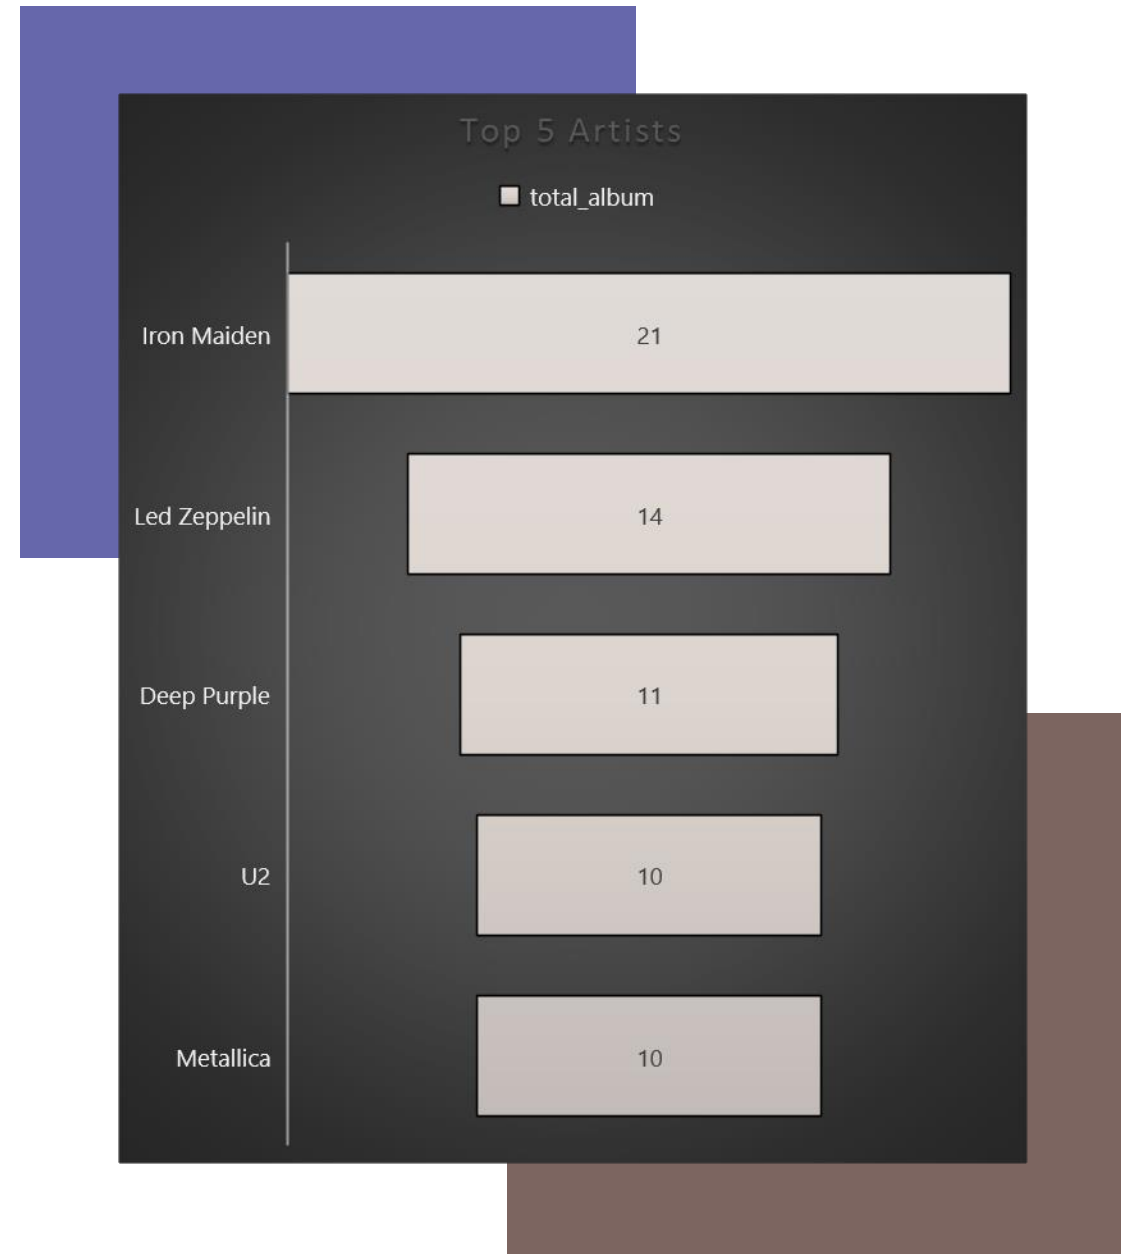 Top 5 Artists
total_album
Iron Maiden 21
Led Zeppelin 14
Deep Purple 11
U2 10
Metallica 10